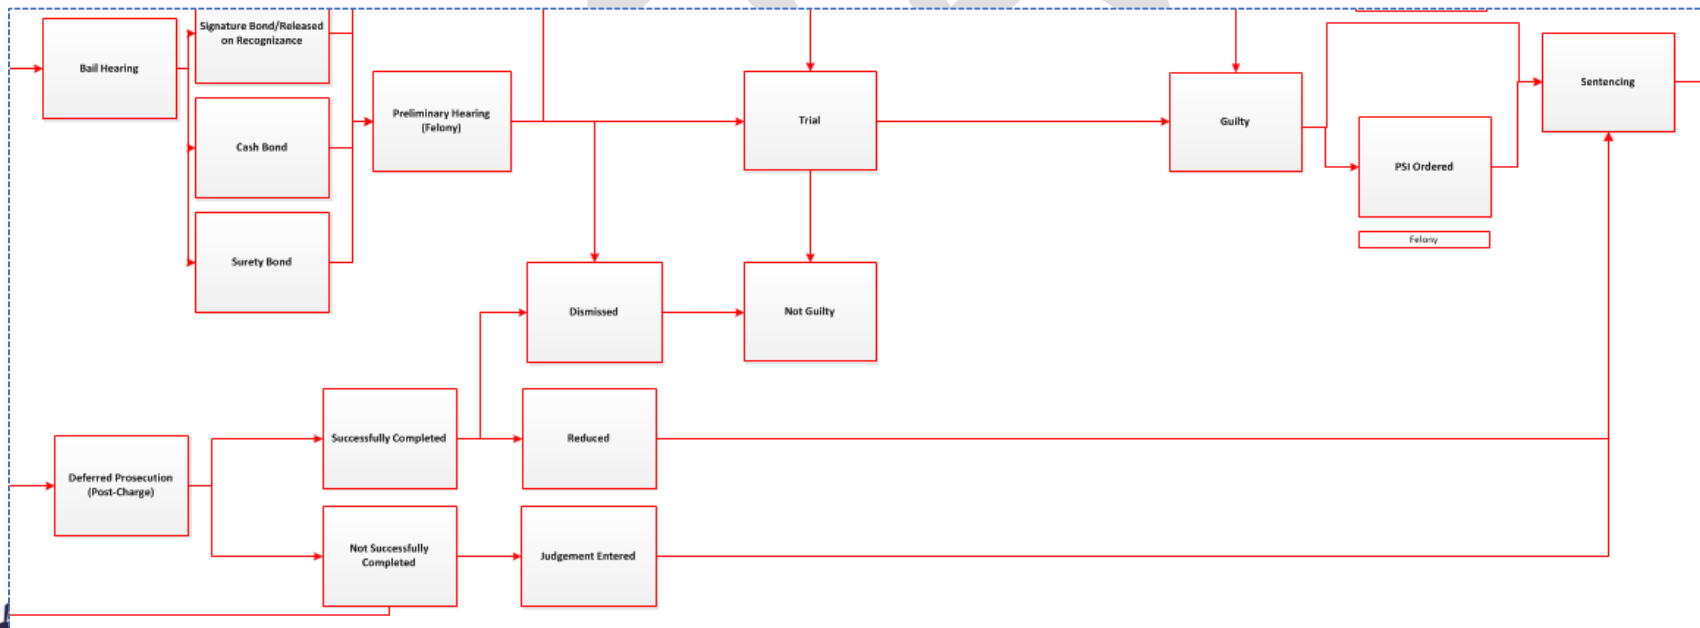 Signature Bond/Released
on Recognizance
Bail Hearing
Sentencing
Preliminary Hearing
(Felony)
Trial
Guilty
Cash Bond
PSI Ordered
Felony
Surety Bond
Dismissed
Not Guilty
Successfully Completed
Reduced
Deferred Prosecution
(Post-Charge)
Not Successfully
Completed
Judgement Entered